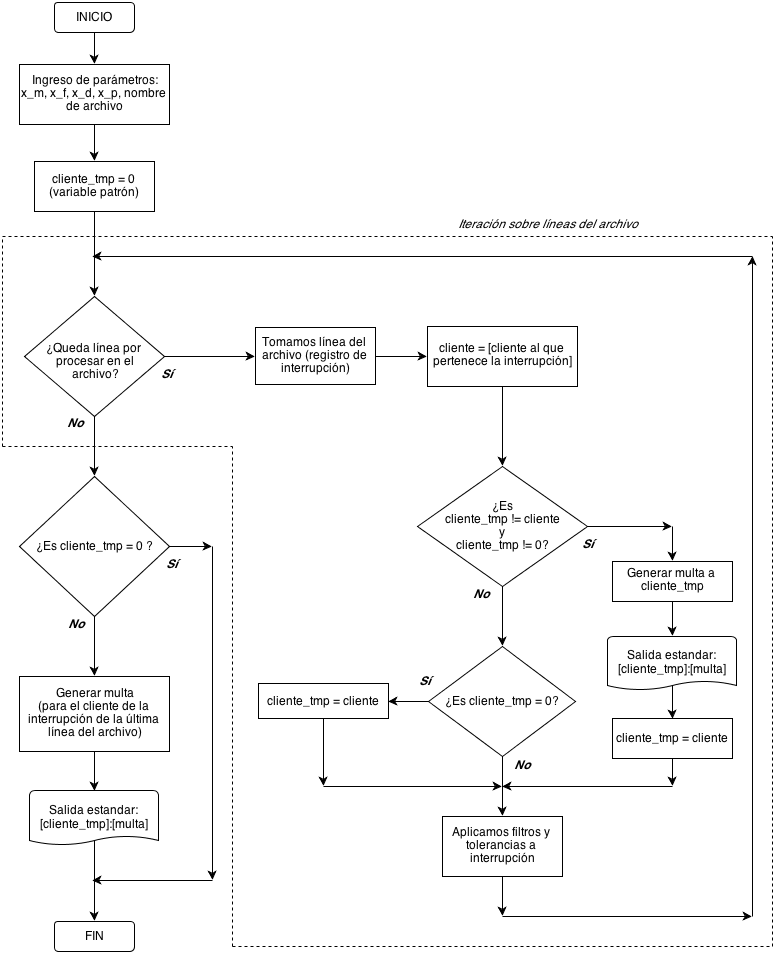 INICIO
Ingreso de parámetros:
x_m, x_f, x_d, x_p, nombre
de archivo
cliente_tmp = 0
(variable patrón)
Iteración sobre líneas del archivo
¿Queda línea por
procesar en el
archivo?
Sí
No
Tomamos línea del
archivo (registro de
interrupción)
cliente = [cliente al que
pertenece la interrupción]
¿Es
cliente_tmp != cliente
y
cliente_tmp != 0?
Sí
No
Generar multa a
cliente_tmp
Salida estandar:
[cliente_tmp]:[multa]
cliente_tmp = cliente
¿Es cliente_tmp = 0?
Sí
No
cliente_tmp = cliente
Aplicamos filtros y
tolerancias a
interrupción
¿Es cliente_tmp = 0 ?
Sí
No
Generar multa
(para el cliente de la
interrupción de la última
línea del archivo)
Salida estandar:
[cliente_tmp]:[multa]
FIN